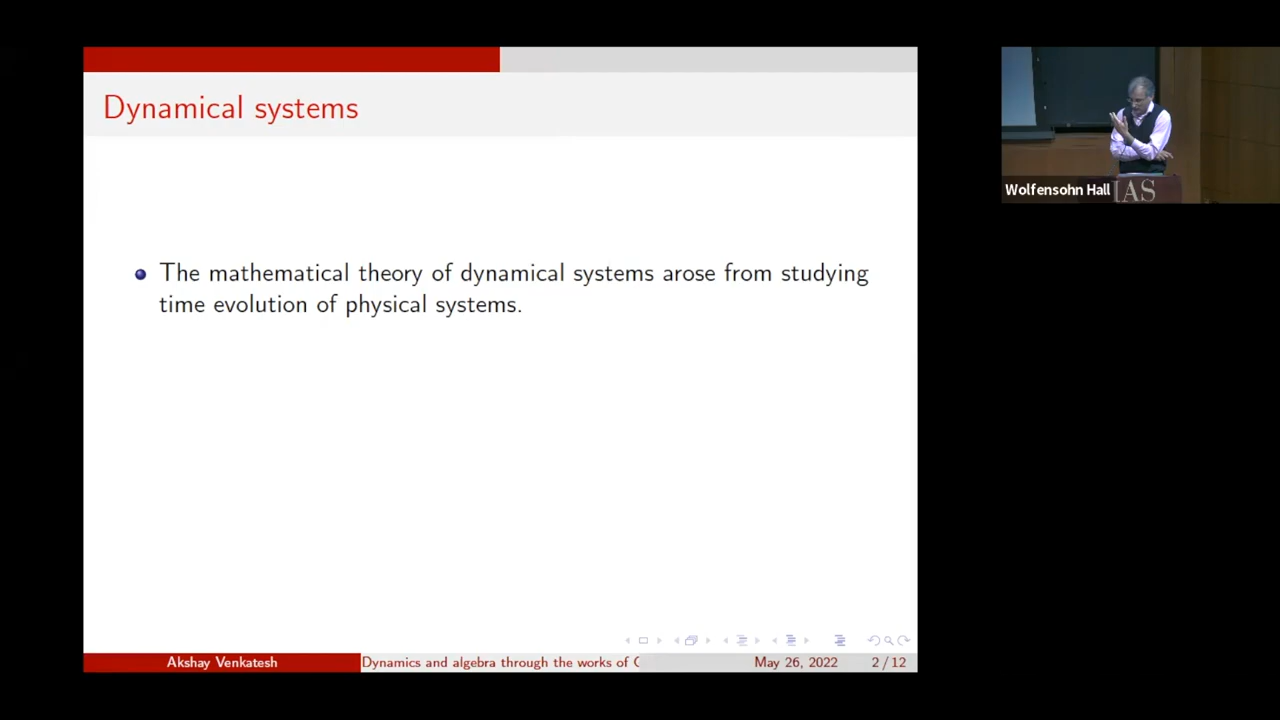 Dynamical systems
The mathematical theory of dynamical systems arose from studying
time evolution of physical systems.
Akshay Venkatesh
Dynamics and algebra through the works of
May 26, 2022
2 / 12
Wolfensohn Hall
IAS